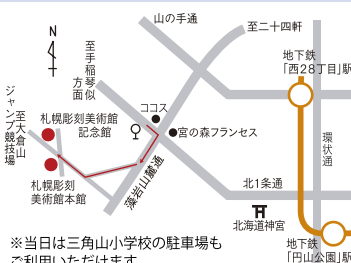 山の手通
至二十四軒
N
至手稲琴似
方面
地下鉄
「西28丁目」駅
ココス
宮の森フランセス
札幌彫刻美術館
記念館
至大倉山
ジャンプ競技場
環状通
札幌彫刻
美術館本館
藻岩山麓通
北1条通
北海道神宮
地下鉄
「円山公園」駅
※当日は三角山小学校の駐車場も
ご利用いただけます